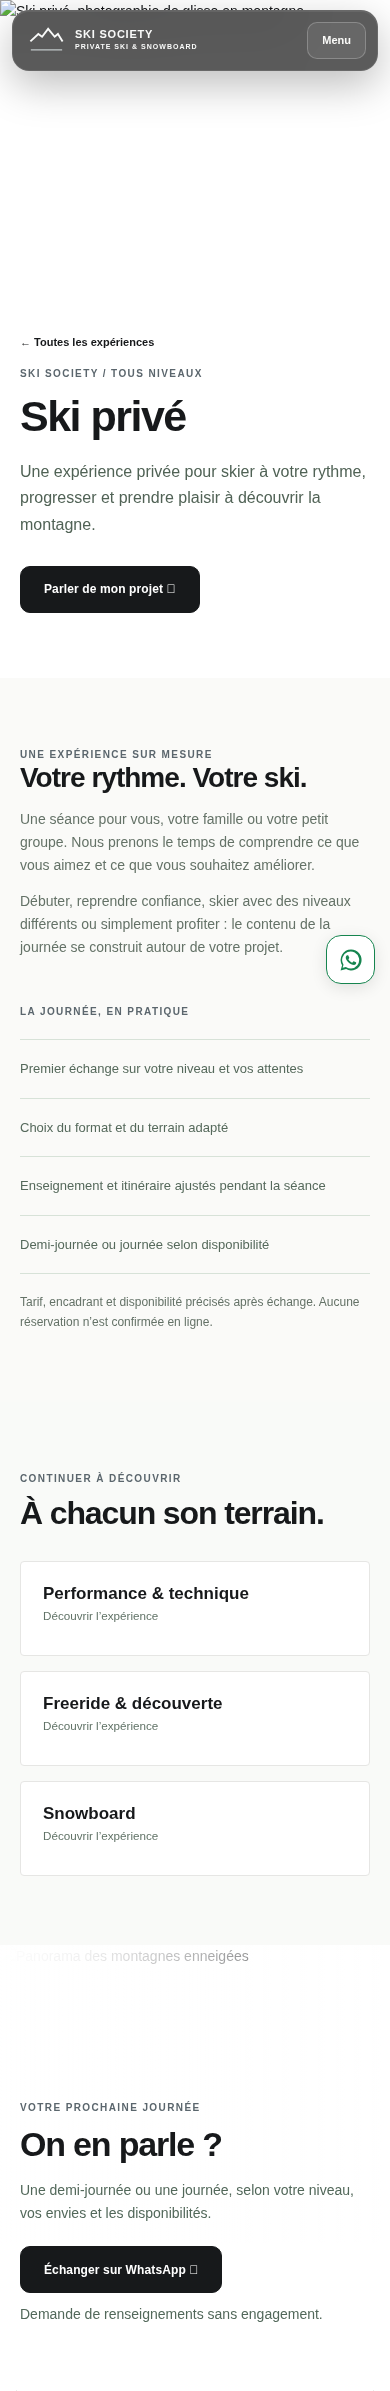 Ski privé, photographie de glisse en montagne
SKI SOCIETY
PRIVATE SKI & SNOWBOARD
Menu
← Toutes les expériences
SKI SOCIETY / TOUS NIVEAUX
Ski privé
Une expérience privée pour skier à votre rythme,
progresser et prendre plaisir à découvrir la
montagne.
Parler de mon projet
UNE EXPÉRIENCE SUR MESURE
Votre rythme. Votre ski.
Une séance pour vous, votre famille ou votre petit
groupe. Nous prenons le temps de comprendre ce que
vous aimez et ce que vous souhaitez améliorer.
Débuter, reprendre confiance, skier avec des niveaux
différents ou simplement profiter : le contenu de la
journée se construit autour de votre projet.
LA JOURNÉE, EN PRATIQUE
Premier échange sur votre niveau et vos attentes
Choix du format et du terrain adapté
Enseignement et itinéraire ajustés pendant la séance
Demi-journée ou journée selon disponibilité
Tarif, encadrant et disponibilité précisés après échange. Aucune
réservation n’est confirmée en ligne.
CONTINUER À DÉCOUVRIR
À chacun son terrain.
Performance & technique
Découvrir l’expérience
Freeride & découverte
Découvrir l’expérience
Snowboard
Découvrir l’expérience
des montagnes enneigées
VOTRE PROCHAINE JOURNÉE
On en parle ?
Une demi-journée ou une journée, selon votre niveau,
vos envies et les disponibilités.
Échanger sur WhatsApp
Demande de renseignements sans engagement.